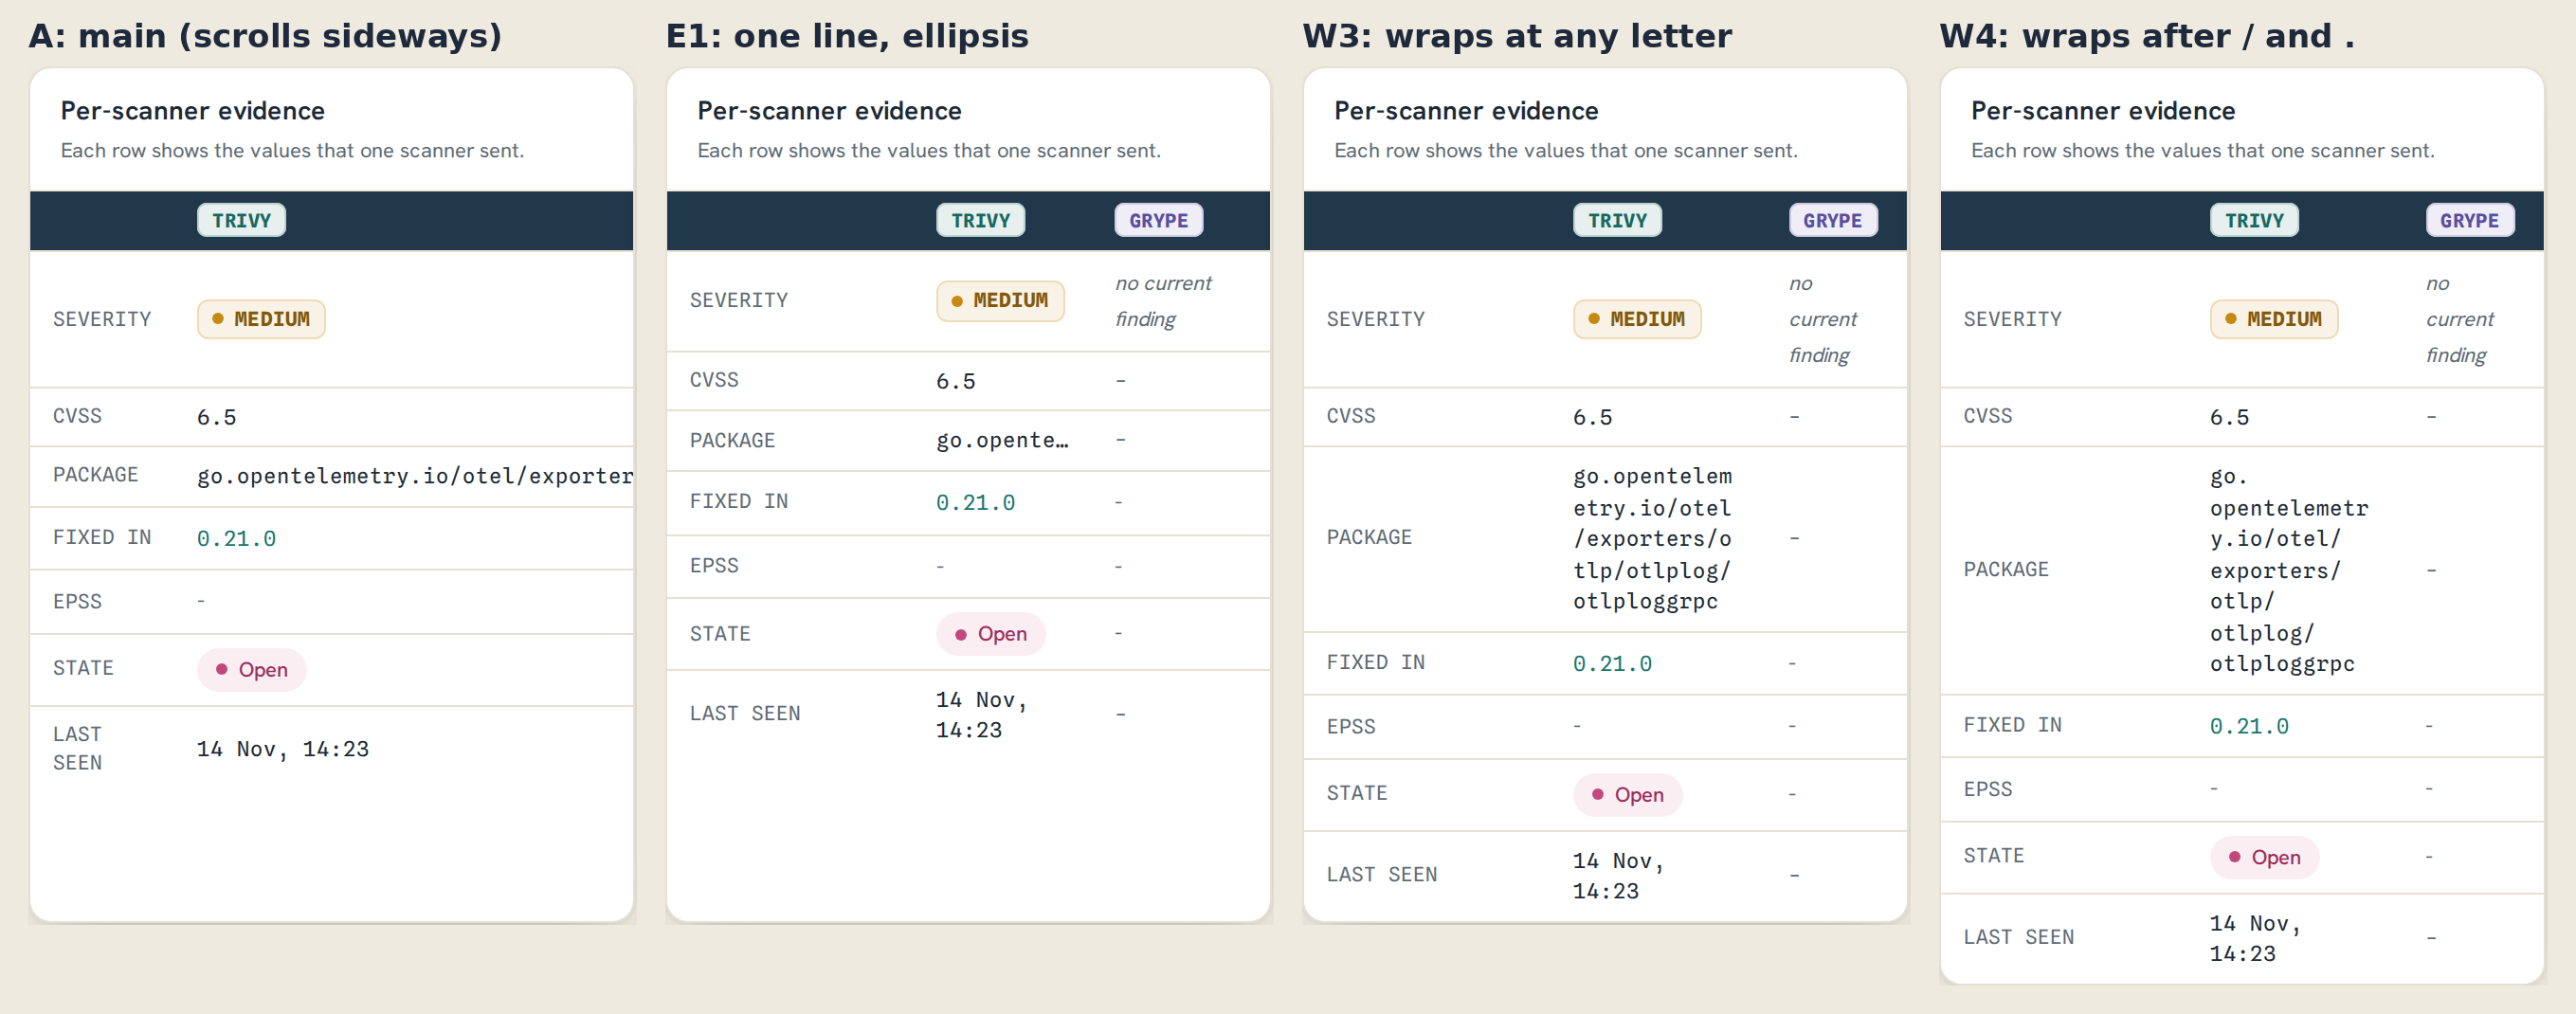 A: main (scrolls sideways)
Per-scanner evidence
Each row shows the values that one scanner sent.
TRIVY
SEVERITY
MEDIUM
CVSS
6.5
PACKAGE
go.opentelemetry.io/otel/exporter
FIXED IN
0.21.0
EPSS
-
STATE
Open
LAST
SEEN
14 Nov, 14:23
E1: one line, ellipsis
Per-scanner evidence
Each row shows the values that one scanner sent.
TRIVY
GRYPE
SEVERITY
MEDIUM
no current
finding
CVSS
6.5
–
PACKAGE
go.opente…
–
FIXED IN
0.21.0
-
EPSS
-
-
STATE
Open
-
LAST SEEN
14 Nov,
14:23
–
W3: wraps at any letter
Per-scanner evidence
Each row shows the values that one scanner sent.
TRIVY
GRYPE
SEVERITY
MEDIUM
no
current
finding
CVSS
6.5
–
PACKAGE
go.opentelem
etry.io/otel
/exporters/o
tlp/otlplog/
otlploggrpc
–
FIXED IN
0.21.0
-
EPSS
-
-
STATE
Open
-
LAST SEEN
14 Nov,
14:23
–
W4: wraps after / and .
Per-scanner evidence
Each row shows the values that one scanner sent.
TRIVY
GRYPE
SEVERITY
MEDIUM
no
current
finding
CVSS
6.5
–
PACKAGE
go.
opentelemetr
y.io/otel/
exporters/
otlp/
otlplog/
otlploggrpc
–
FIXED IN
0.21.0
-
EPSS
-
-
STATE
Open
-
LAST SEEN
14 Nov,
14:23
–